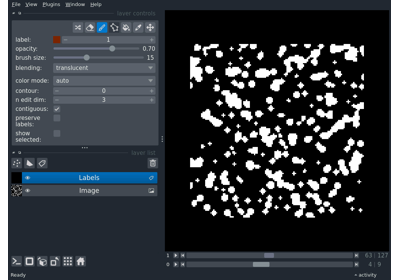 File View Plugins Window Help
layer controls
label: 1
opacity: 0.70
brush size: 15
blending: translucent
color mode: auto
contour: 0
n edit dim: 3
contiguous:
preserve
labels:
show
selected:
layer list
Labels
Image
1 63 127
0 4 9
activity